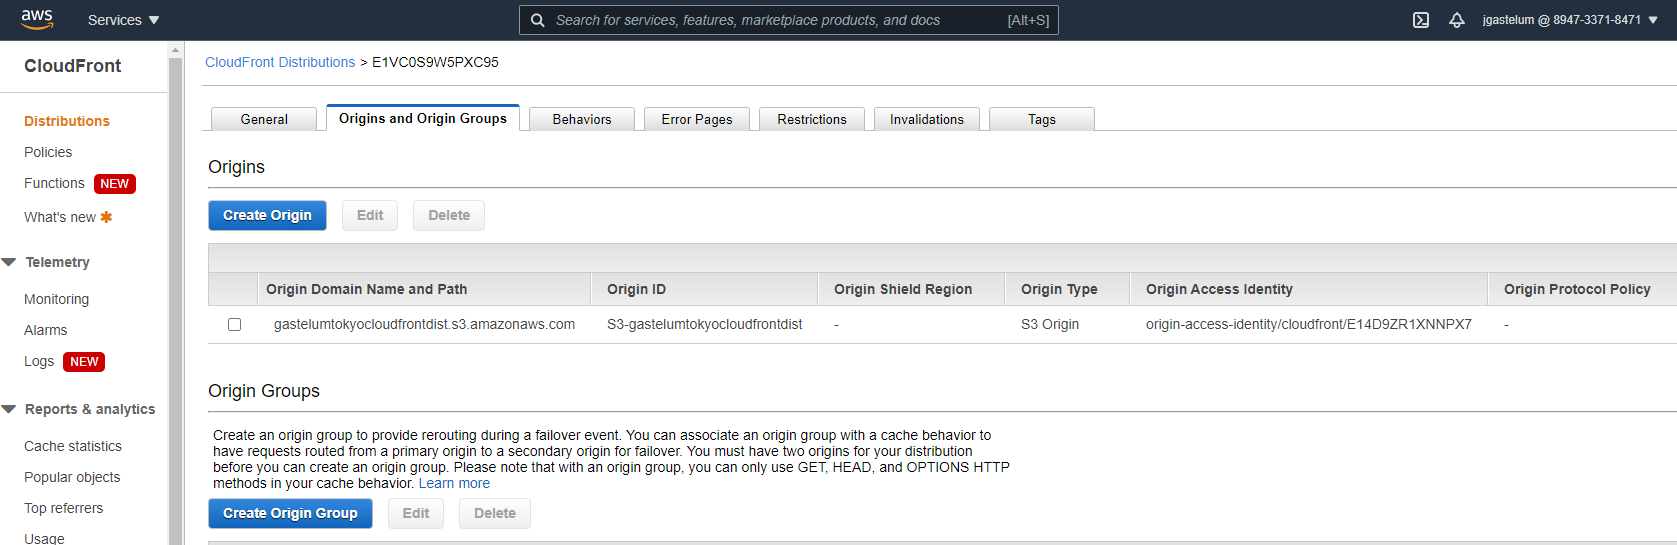 aws
Services
Search for services, features, marketplace products, and docs
[Alt+S]
jgastelum @ 8947-3371-8471
CloudFront
Distributions
Policies
Functions NEW
What's new
Telemetry
Monitoring
Alarms
Logs NEW
Reports & analytics
Cache statistics
Popular objects
Top referrers
Usage
CloudFront Distributions > E1VC0S9W5PXC95
General
Origins and Origin Groups
Behaviors
Error Pages
Restrictions
Invalidations
Tags
Origins
Create Origin
Edit
Delete
Origin Domain Name and Path
Origin ID
Origin Shield Region
Origin Type
Origin Access Identity
Origin Protocol Policy
gastelumtokyocloudfrontdist.s3.amazonaws.com
S3-gastelumtokyocloudfrontdist
-
S3 Origin
origin-access-identity/cloudfront/E14D9ZR1XNNPX7
-
Origin Groups
Create an origin group to provide rerouting during a failover event. You can associate an origin group with a cache behavior to
have requests routed from a primary origin to a secondary origin for failover. You must have two origins for your distribution
before you can create an origin group. Please note that with an origin group, you can only use GET, HEAD, and OPTIONS HTTP
methods in your cache behavior. Learn more
Create Origin Group
Edit
Delete